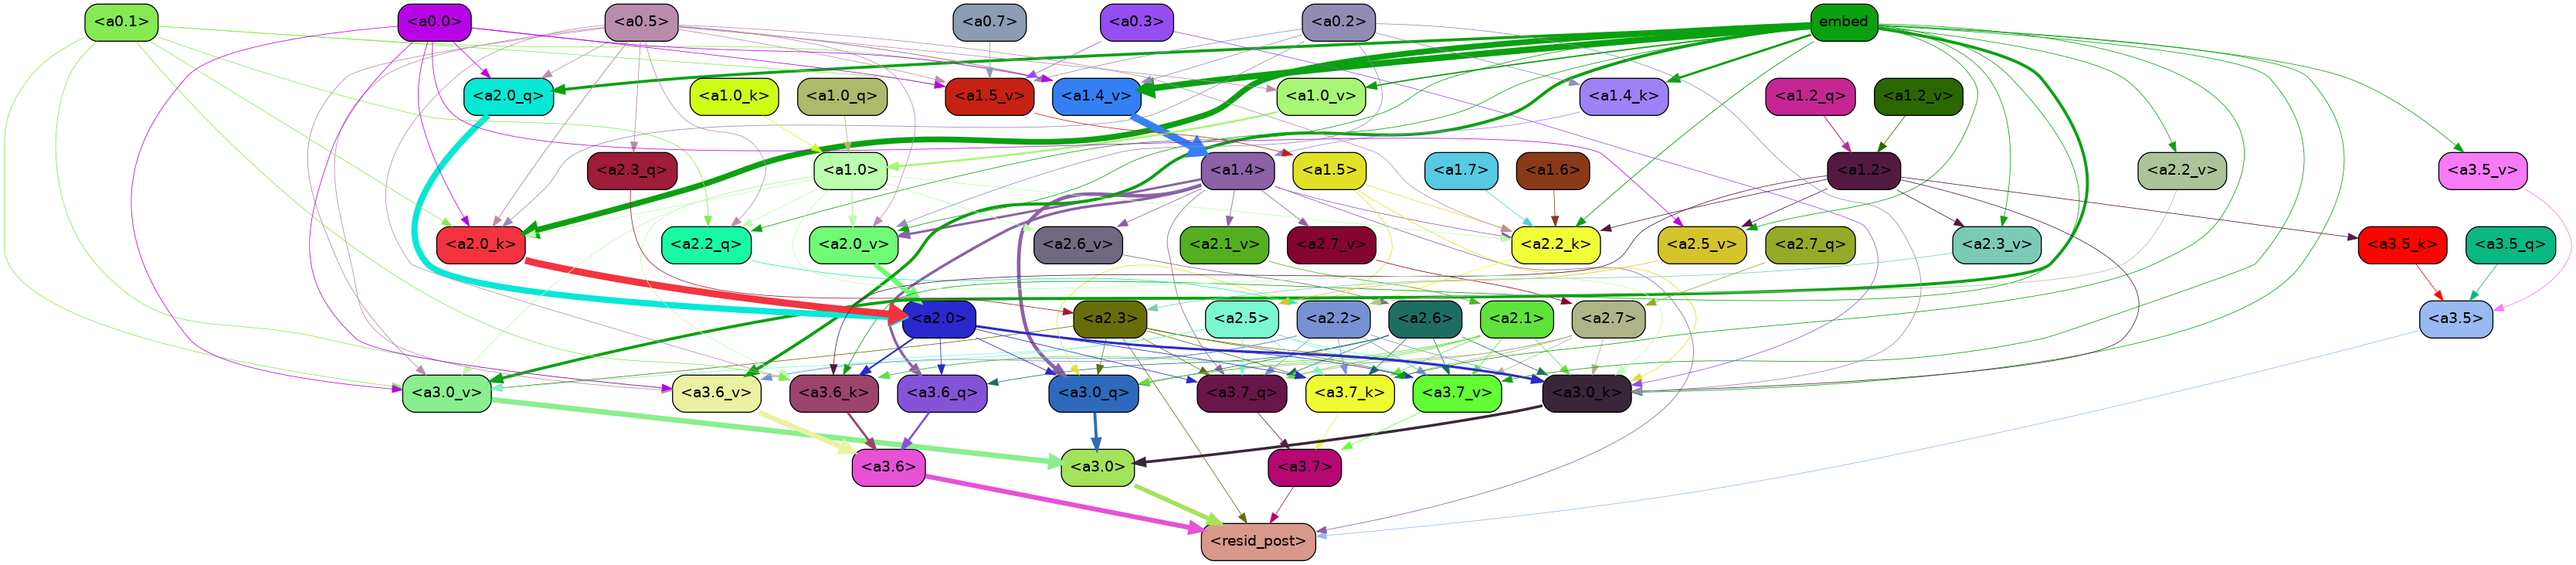 <a0.1> <a0.0> <a0.5> <a0.7> <a0.3> <a0.2> embed
<a2.0_q> <a1.0_k> <a1.0_q> <a1.5_v> <a1.4_v> <a1.0_v> <a1.4_k> <a1.2_q> <a1.2_v>
<a2.3_q> <a1.0> <a1.4> <a1.5> <a1.7> <a1.6> <a1.2> <a2.2_v> <a3.5_v>
<a2.0_k> <a2.2_q> <a2.0_v> <a2.6_v> <a2.1_v> <a2.7_v> <a2.2_k> <a2.5_v> <a2.7_q> <a2.3_v> <a3.5_k> <a3.5_q>
<a2.0> <a2.3> <a2.5> <a2.2> <a2.6> <a2.1> <a2.7> <a3.5>
<a3.0_v> <a3.6_v> <a3.6_k> <a3.6_q> <a3.0_q> <a3.7_q> <a3.7_k> <a3.7_v> <a3.0_k>
<a3.6> <a3.0> <a3.7>
<resid_post>